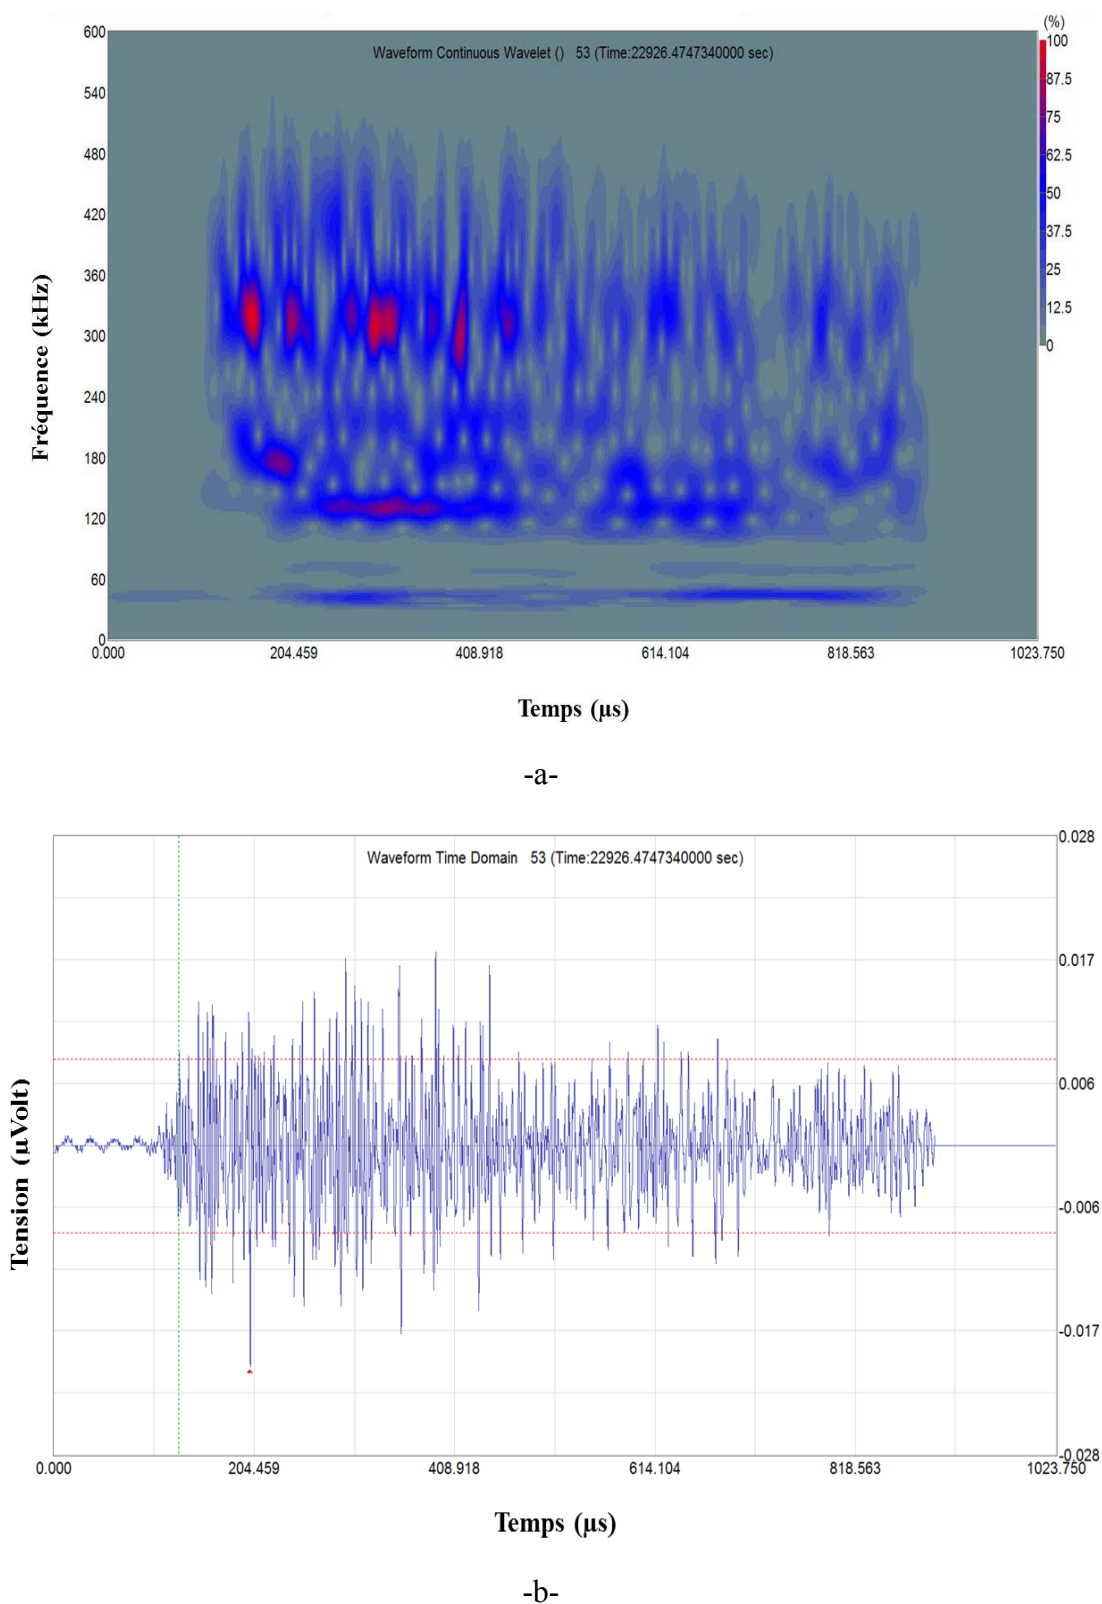 (%)
600
Waveform Continuous Wavelet () 53 (Time:22926.4747340000 sec)
100
87.5
540
75
480
62.5
50
420
37.5
25
360
12.5
300
0
240
180
120
60
0
Fréquence (kHz)
0.000 204.459 408.918 614.104 818.563 1023.750
Temps (µs)
-a-
0.028
Waveform Time Domain 53 (Time:22926.4747340000 sec)
0.017
0.006
-0.006
-0.017
-0.028
Tension (µVolt)
0.000 204.459 408.918 614.104 818.563 1023.750
Temps (µs)
-b-